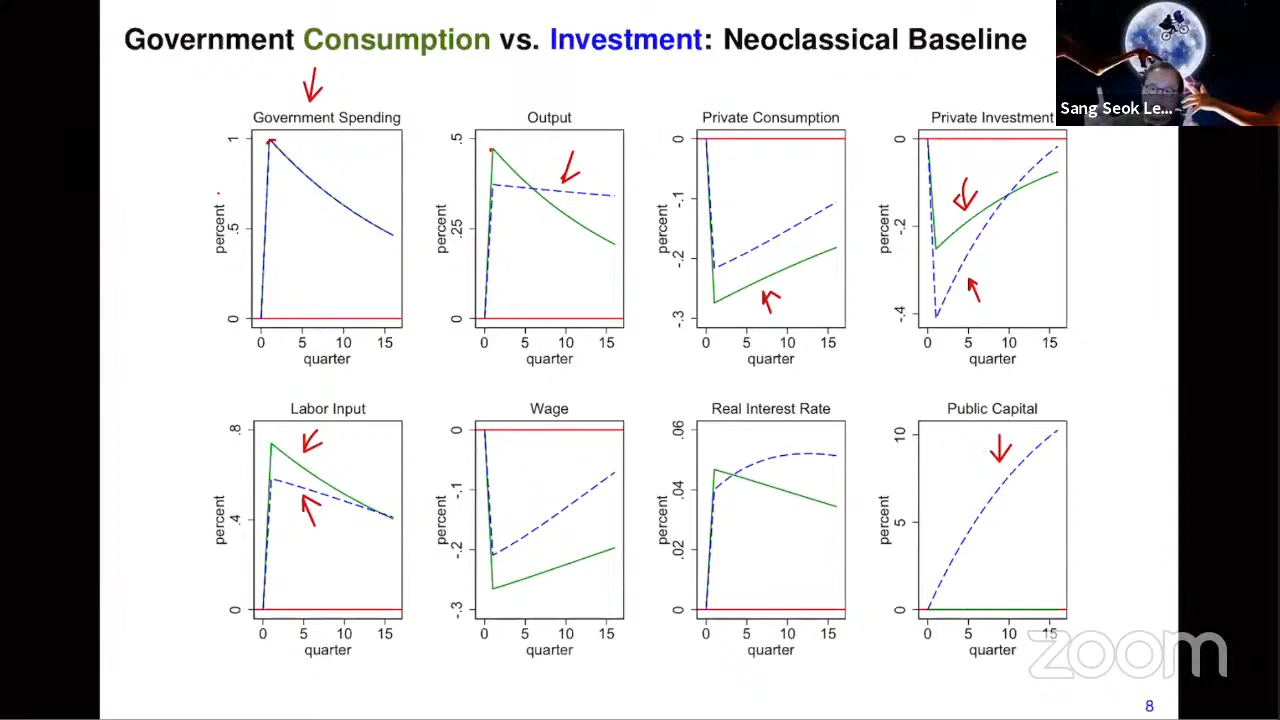 Government Consumption vs. Investment: Neoclassical Baseline
Sang Seok Le...
Government Spending
1
.5
0
percent
0 5 10 15
quarter
Output
.5
.25
0
percent
0 5 10 15
quarter
Private Consumption
0
-.1
-.2
-.3
percent
0 5 10 15
quarter
Private Investment
0
-.2
-.4
percent
0 5 10 15
quarter
Labor Input
.8
.4
0
percent
0 5 10 15
quarter
Wage
0
-.1
-.2
-.3
percent
0 5 10 15
quarter
Real Interest Rate
.06
.04
.02
0
percent
0 5 10 15
quarter
Public Capital
10
5
0
percent
0 5 10 15
quarter
zoom
8